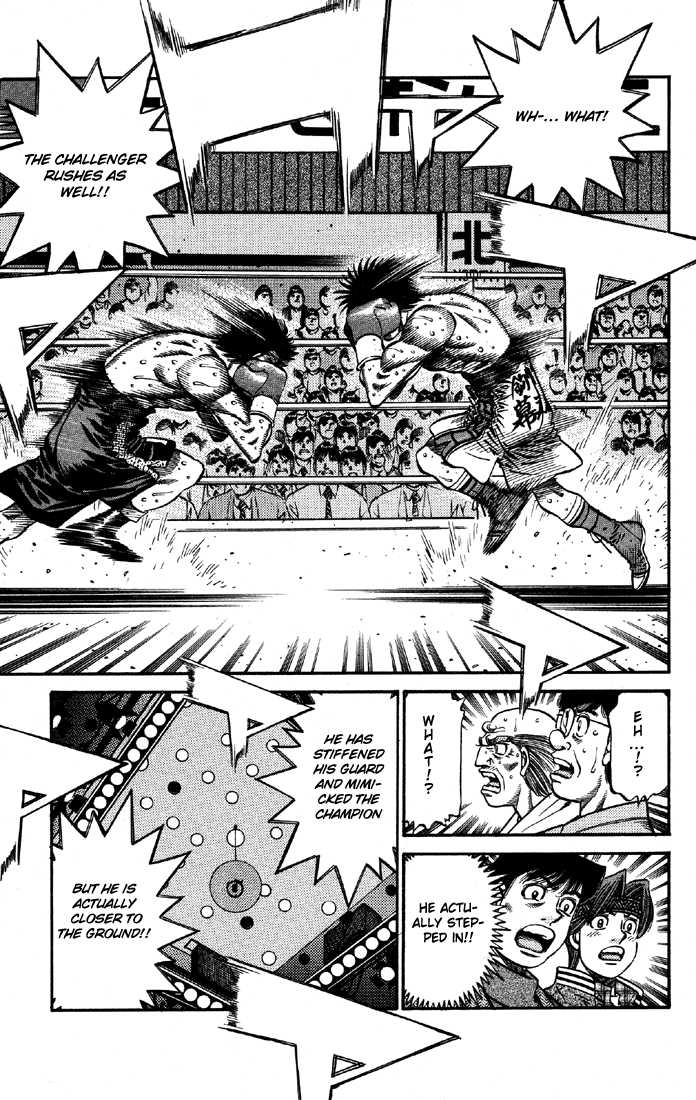 WH-... WHAT!
THE CHALLENGER
RUSHES AS
WELL!!
北
EH
...!?
WHAT!?
HE ACTU-
ALLY STEP-
PED IN!!
HE HAS
STIFFENED
HIS GUARD
AND MIMI-
CKED THE
CHAMPION
BUT HE IS
ACTUALLY
CLOSER TO
THE GROUND!!